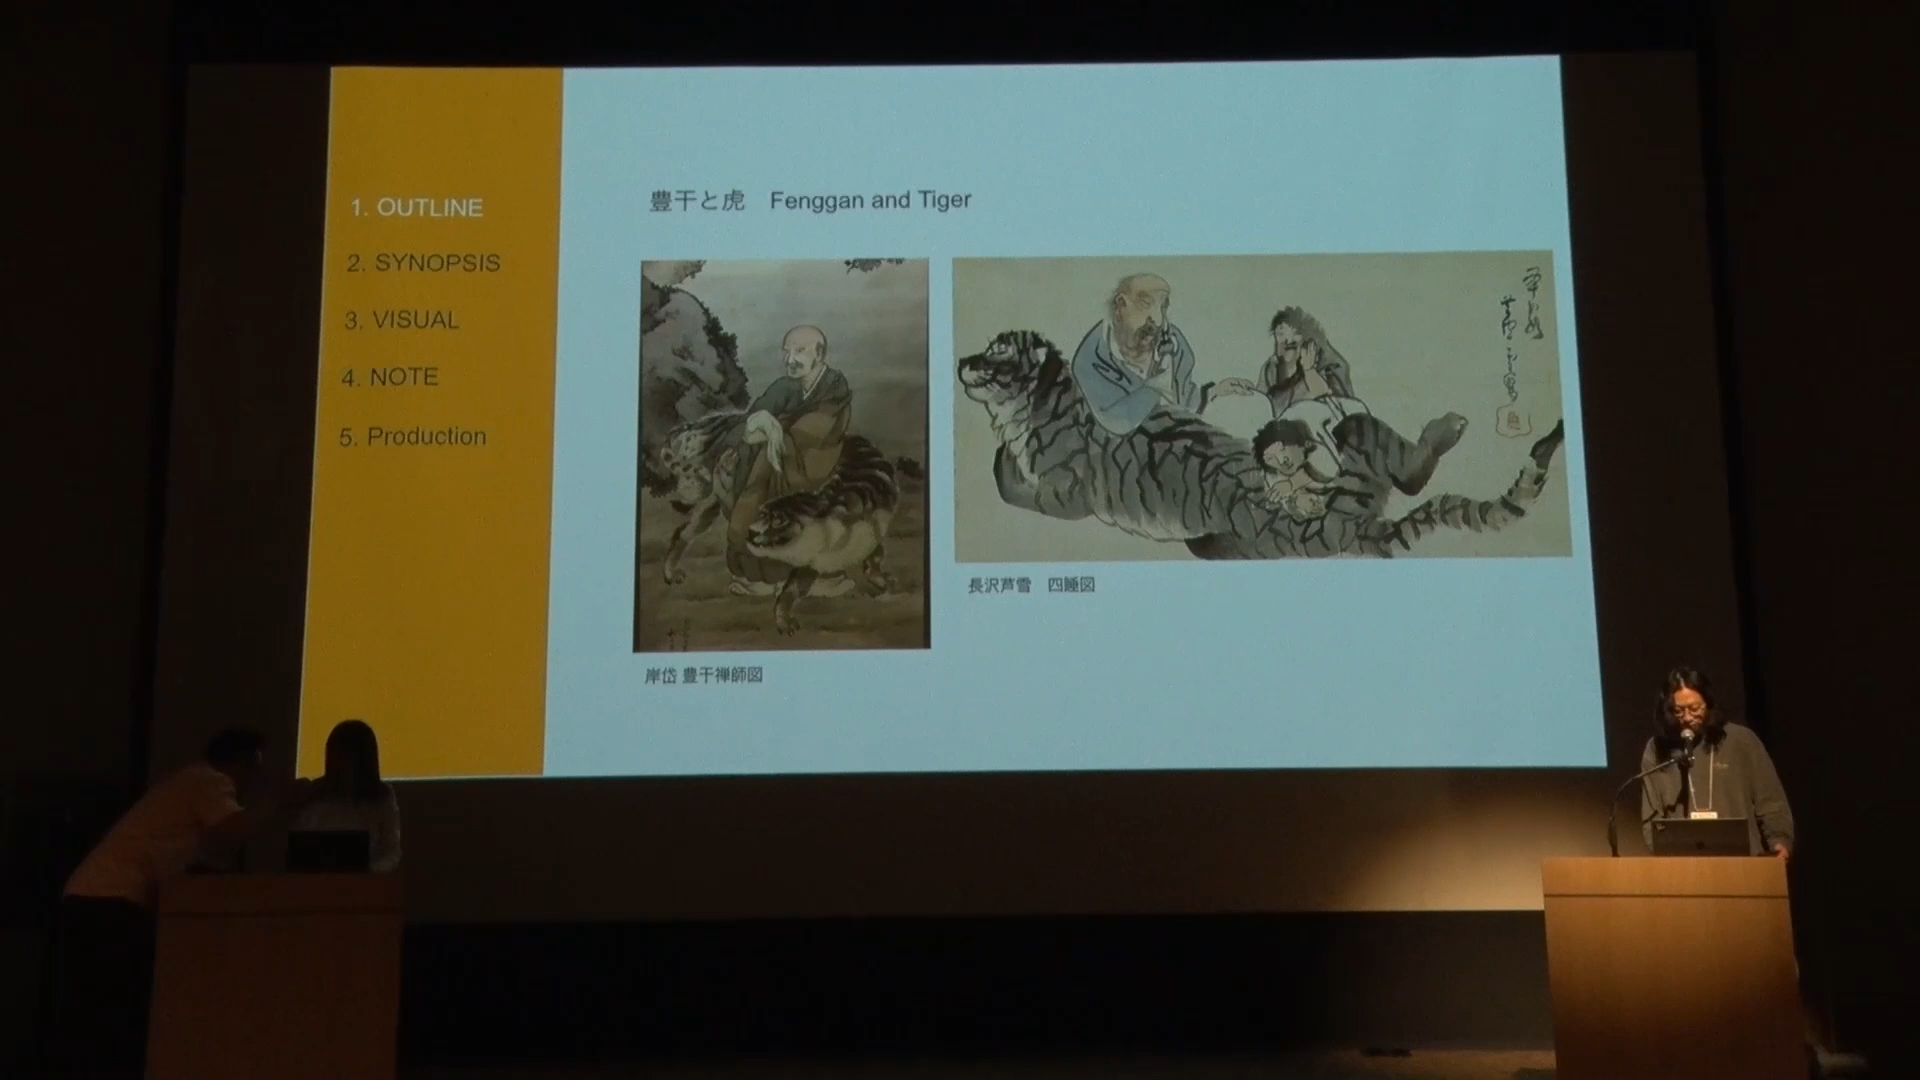 1. OUTLINE
2. SYNOPSIS
3. VISUAL
4. NOTE
5. Production
豊干と虎　Fenggan and Tiger
長沢芦雪　四睡図
岸岱 豊干禅師図